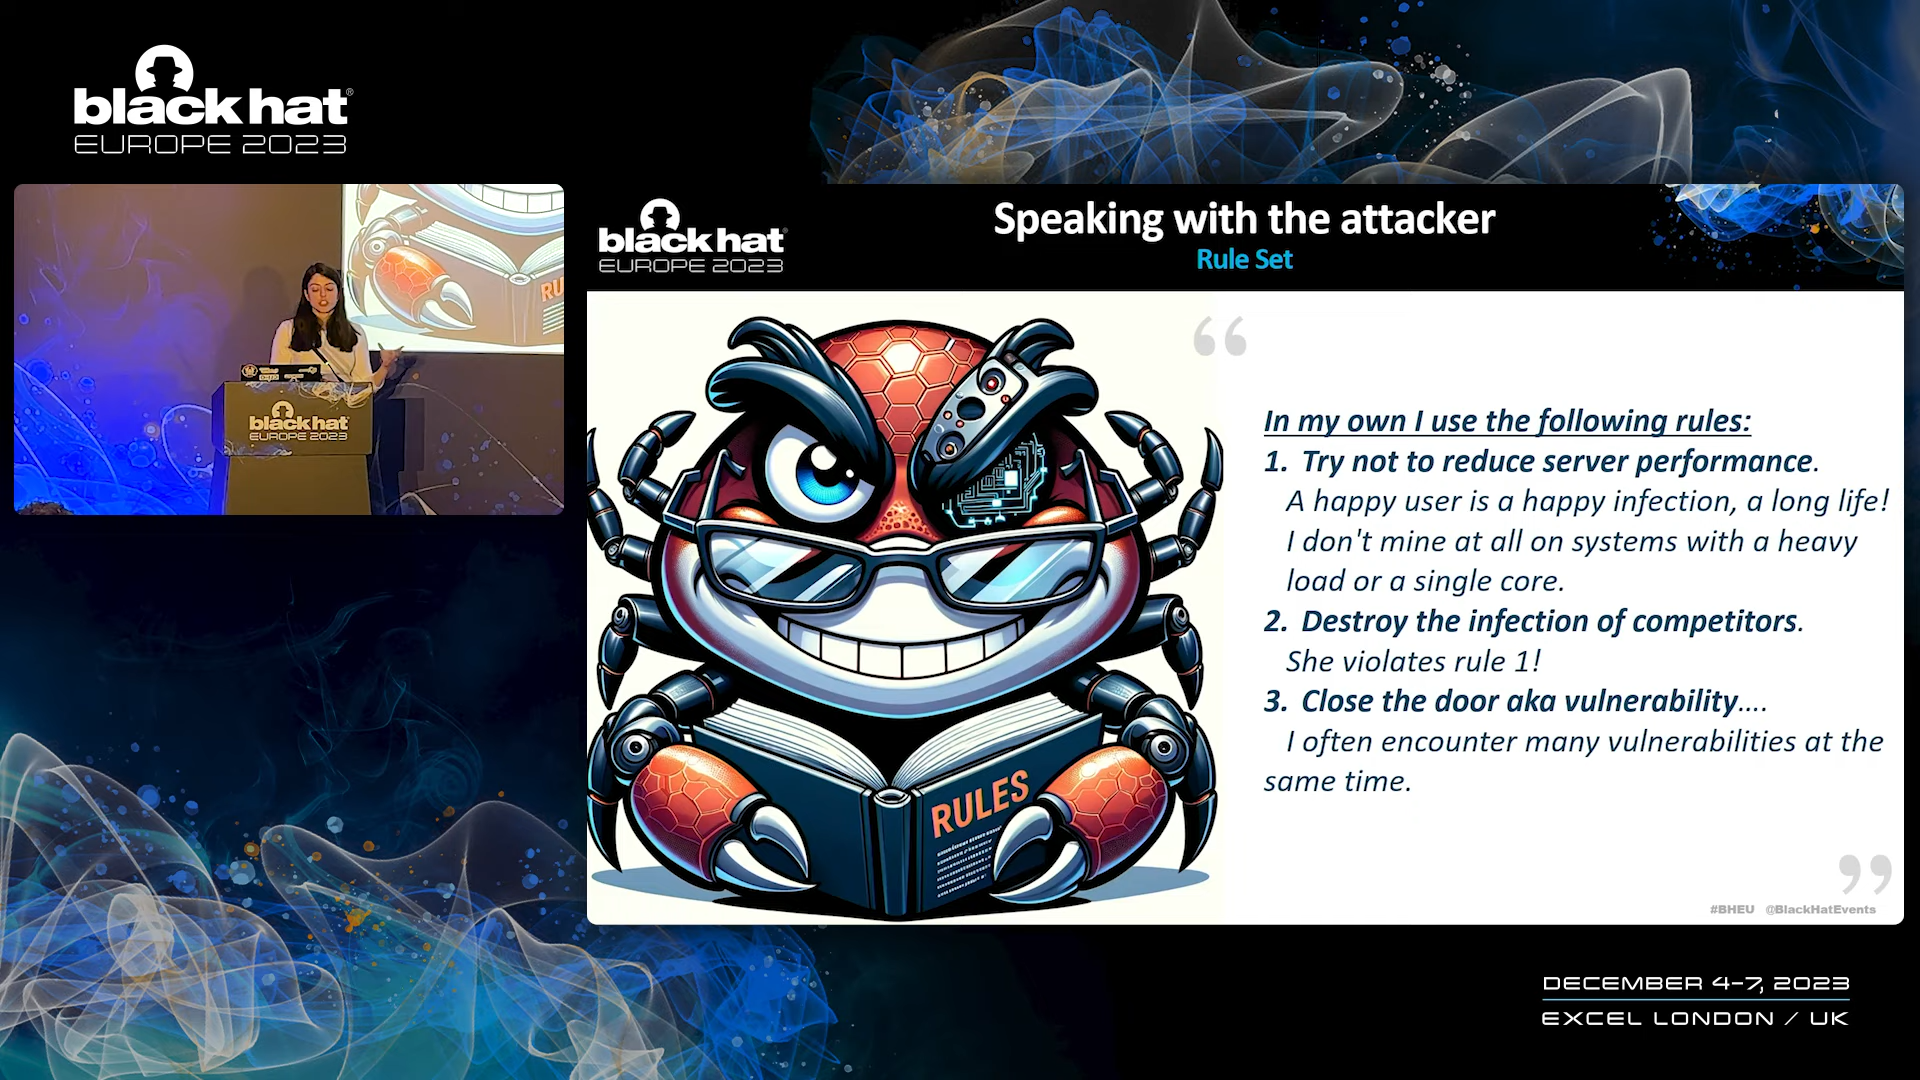 black hat®
EUROPE 2023
black hat
EUROPE 2023
RU
black hat
EUROPE 2023
Speaking with the attacker
Rule Set
RULES
“
In my own I use the following rules:
1. Try not to reduce server performance.
A happy user is a happy infection, a long life!
I don't mine at all on systems with a heavy
load or a single core.
2. Destroy the infection of competitors.
She violates rule 1!
3. Close the door aka vulnerability....
I often encounter many vulnerabilities at the
same time.
”
#BHEU @BlackHatEvents
DECEMBER 4-7, 2023
EXCEL LONDON / UK